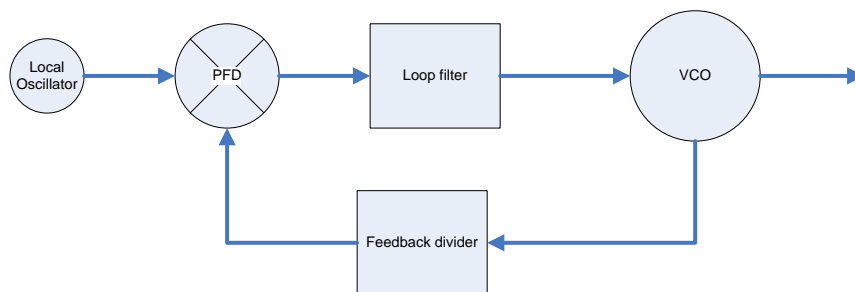 Local
Oscillator
PFD
Loop filter
VCO
Feedback divider